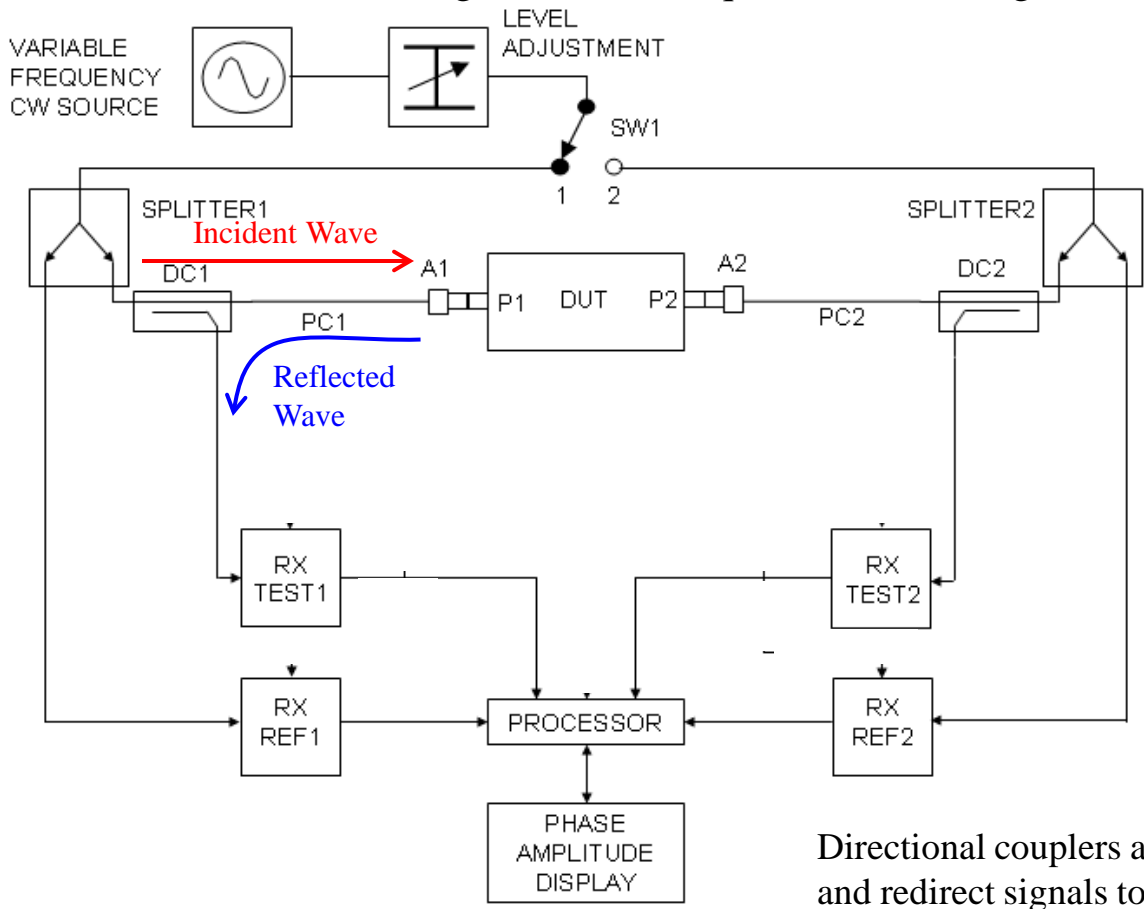 LEVEL
ADJUSTMENT
VARIABLE
FREQUENCY
CW SOURCE
SW1
1 2
SPLITTER1
SPLITTER2
Incident Wave
DC1
A1
P1 DUT P2
A2
DC2
PC1
PC2
Reflected
Wave
RX
TEST1
RX
TEST2
RX
REF1
PROCESSOR
RX
REF2
PHASE
AMPLITUDE
DISPLAY
Directional couplers a
and redirect signals to